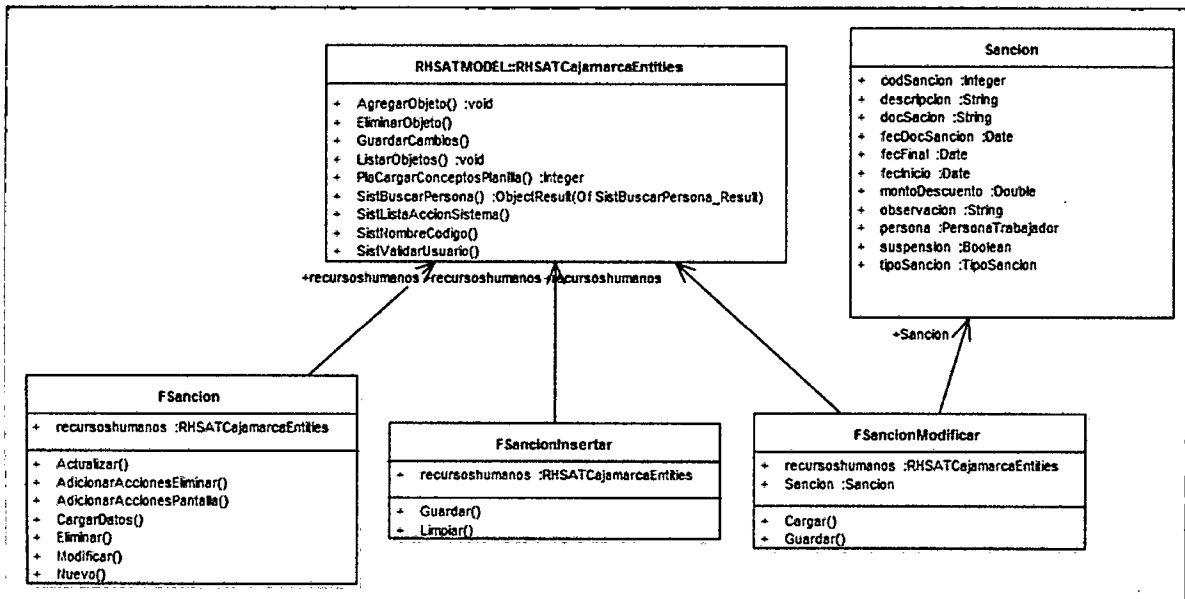 RHSATMODEL::RHSATCajamarcaEntities
+ AgregarObjeto() :void
+ EliminarObjeto()
+ GuardarCambios()
+ ListarObjetos() :void
+ PlaCargarConceptosPlanilla() :Integer
+ SistBuscarPersona() :ObjectResult(Of SistBuscarPersona_Result)
+ SistListaAccionSistema()
+ SistNombreCodigo()
+ SistValidarUsuario()
Sancion
+ codSancion :Integer
+ descripcion :String
+ docSacion :String
+ fecDocSancion :Date
+ fecFinal :Date
+ fecInicio :Date
+ montoDescuento :Double
+ observacion :String
+ persona :PersonaTrabajador
+ suspension :Boolean
+ tipoSancion :TipoSancion
+recursoshumanos +recursoshumanos +recursoshumanos
+Sancion
FSancion
+ recursoshumanos :RHSATCajamarcaEntities
+ Actualizar()
+ AdicionarAccionesEliminar()
+ AdicionarAccionesPantalla()
+ CargarDatos()
+ Eliminar()
+ Modificar()
+ Nuevo()
FSancionInsertar
+ recursoshumanos :RHSATCajamarcaEntities
+ Guardar()
+ Limpiar()
FSancionModificar
+ recursoshumanos :RHSATCajamarcaEntities
+ Sancion :Sancion
+ Cargar()
+ Guardar()